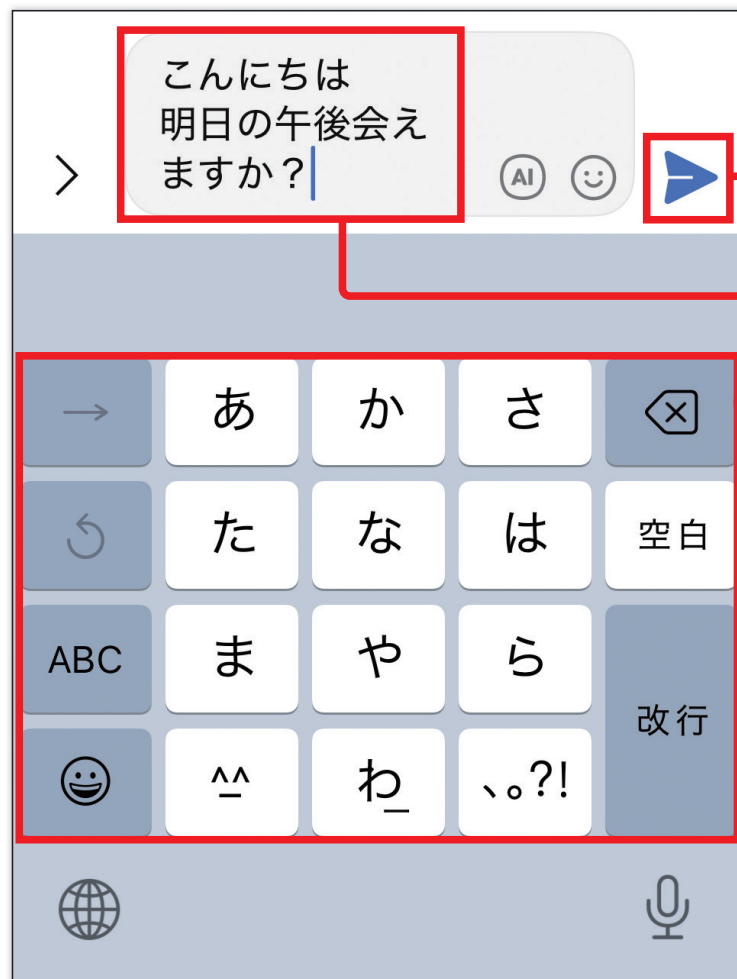 こんにちは
明日の午後会え
ますか？
AI
あ か さ
た な は 空白
ABC ま や ら
改行
^^ わ 、。?!